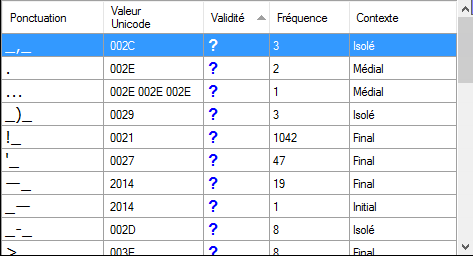 Ponctuation Valeur Unicode Validité Fréquence Contexte
_,_ 002C ? 3 Isolé
. 002E ? 2 Médial
... 002E 002E 002E ? 1 Médial
_)_ 0029 ? 3 Isolé
!_ 0021 ? 1042 Final
'_ 0027 ? 47 Final
—_ 2014 ? 19 Final
_— 2014 ? 1 Initial
_-_ 002D ? 8 Isolé
>_ 003E ? 8 Final